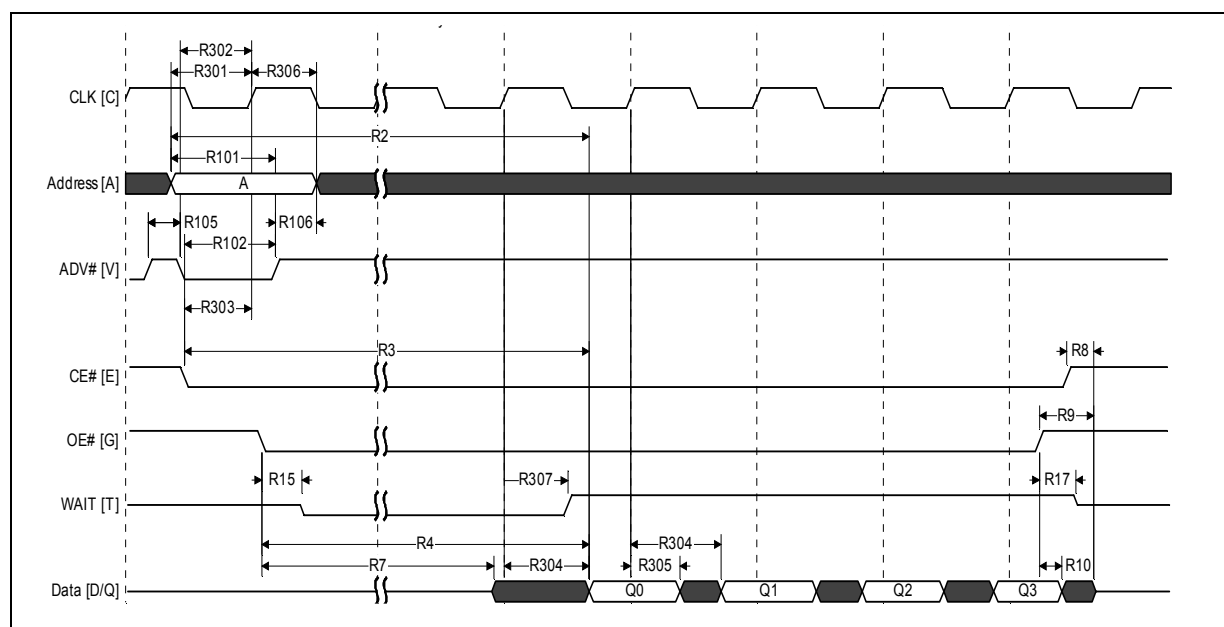 R302
R301 R306
CLK [C]
R2
R101
Address [A] A
R105 R106
R102
ADV# [V]
R303
R3
R8
CE# [E]
R9
OE# [G]
R15 R307 R17
WAIT [T]
R4 R304
R7 R304 R305 R10
Data [D/Q] Q0 Q1 Q2 Q3